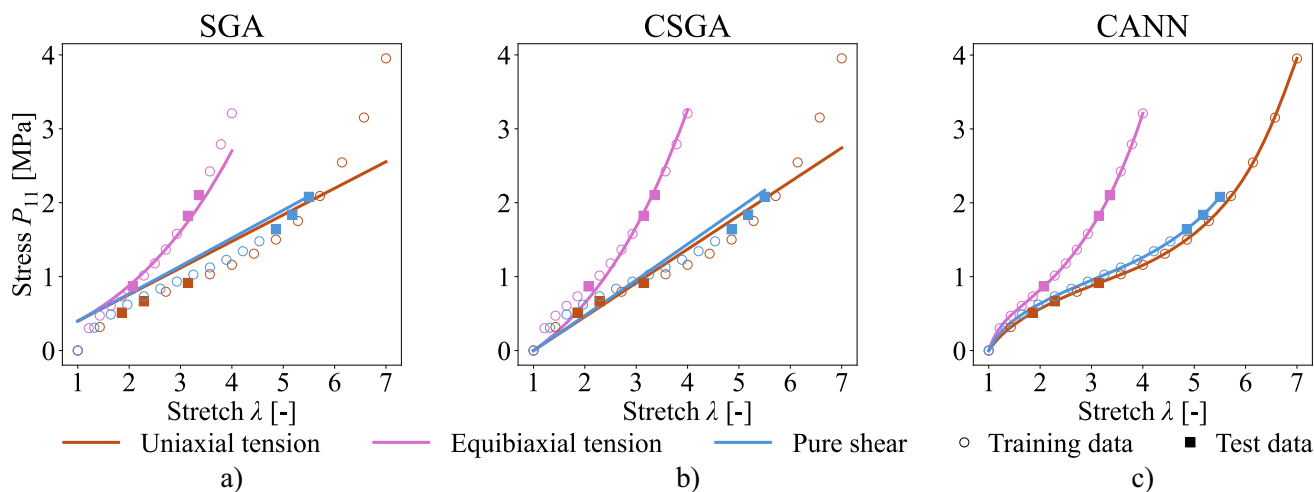 SGA
CSGA
CANN
Stress P₁₁ [MPa]
4
3
2
1
0
1 2 3 4 5 6 7
Stretch λ [-]
4
3
2
1
0
1 2 3 4 5 6 7
Stretch λ [-]
4
3
2
1
0
1 2 3 4 5 6 7
Stretch λ [-]
Uniaxial tension Equibiaxial tension Pure shear Training data Test data
a) b) c)